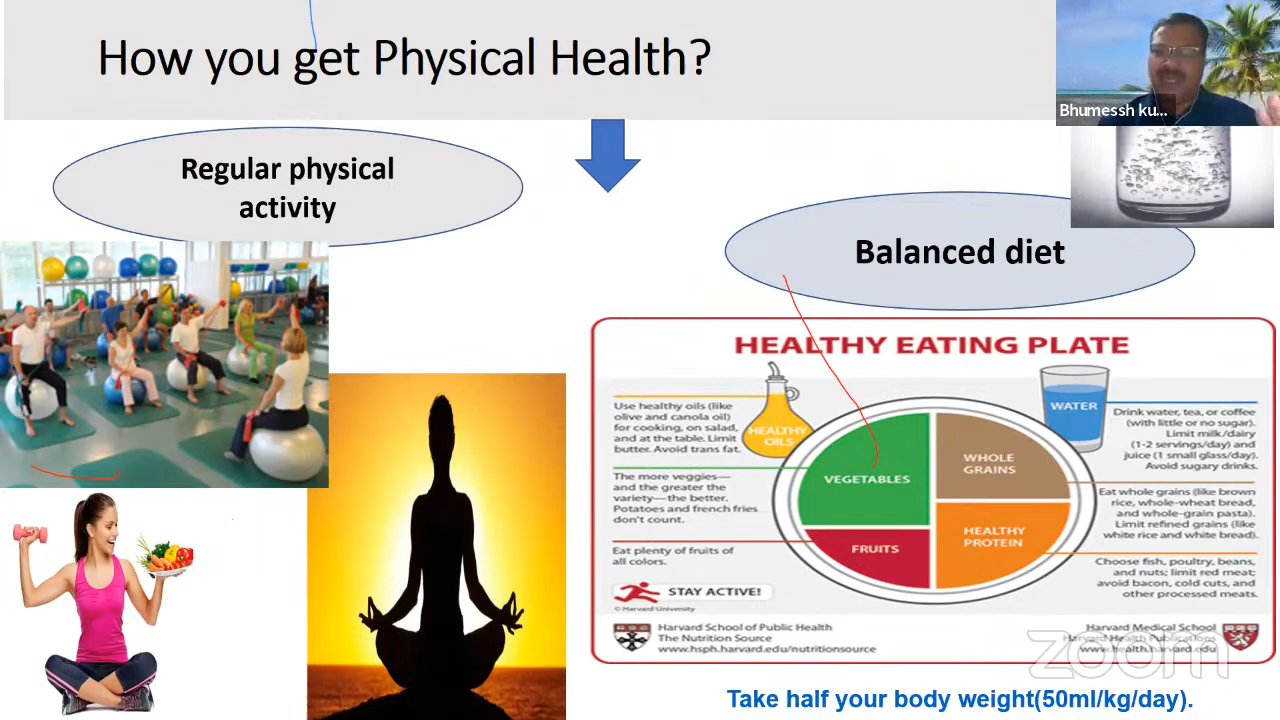 How you get Physical Health?
Bhumessh ku...
Regular physical
activity
Balanced diet
HEALTHY EATING PLATE
Use healthy oils (like
olive and canola oil)
for cooking, on salad,
and at the table. Limit
butter. Avoid trans fat.
HEALTHY
OILS
The more veggies—
and the greater the
variety—the better.
Potatoes and french fries
don't count.
Eat plenty of fruits of
all colors.
STAY ACTIVE!
© Harvard University
VEGETABLES
FRUITS
WHOLE
GRAINS
HEALTHY
PROTEIN
WATER
Drink water, tea, or coffee
(with little or no sugar).
Limit milk/dairy
(1-2 servings/day) and
juice (1 small glass/day).
Avoid sugary drinks.
Eat whole grains (like brown
rice, whole-wheat bread,
and whole-grain pasta).
Limit refined grains (like
white rice and white bread).
Choose fish, poultry, beans,
and nuts; limit red meat;
avoid bacon, cold cuts, and
other processed meats.
Harvard School of Public Health
The Nutrition Source
www.hsph.harvard.edu/nutritionsource
Harvard Medical School
Harvard Health Publications
www.health.harvard.edu
zoom
Take half your body weight(50ml/kg/day).